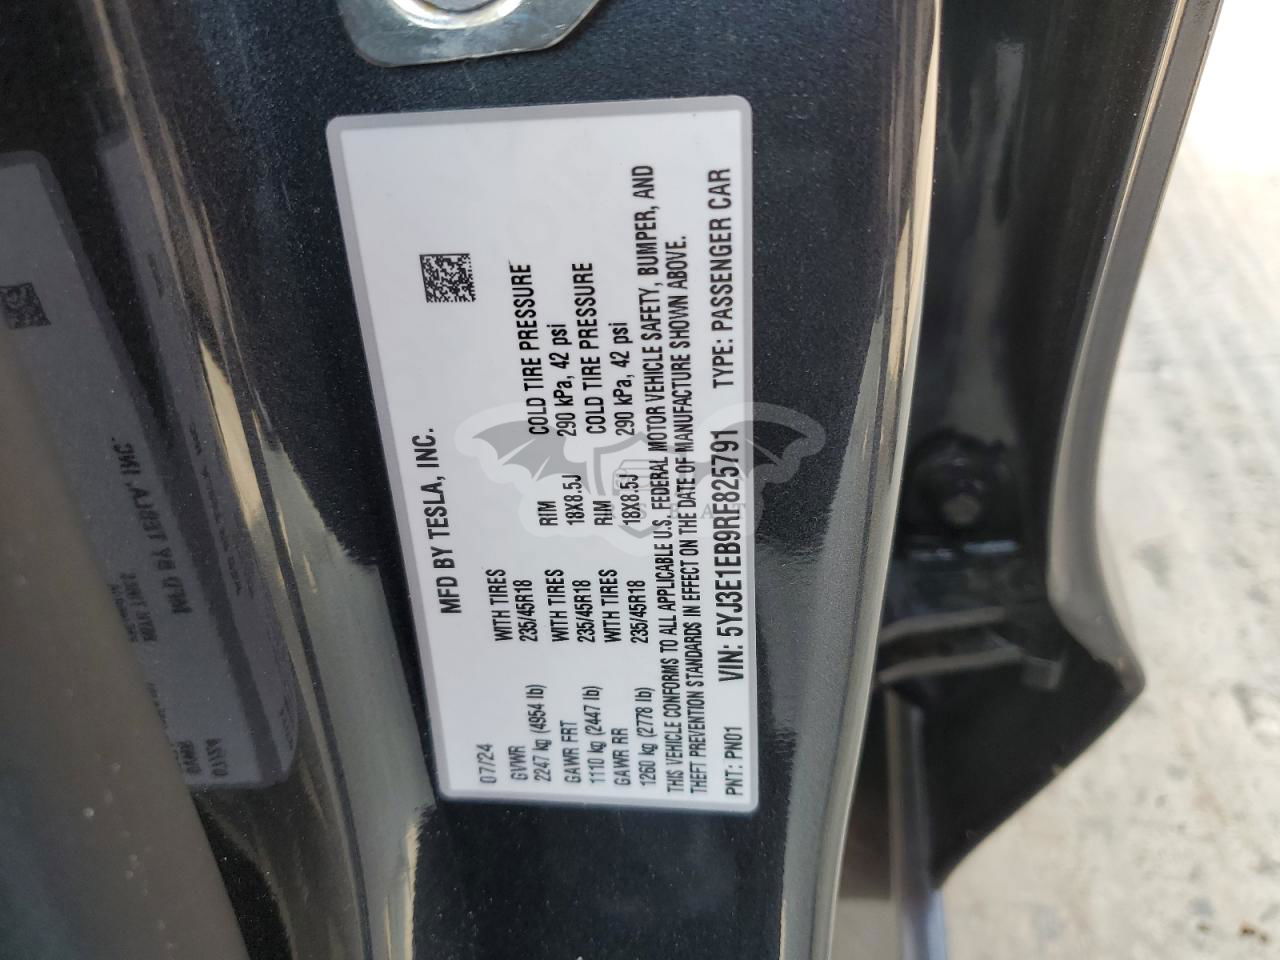 MFD BY TESLA, INC.
07/24
GVWR
2247 kg (4954 lb)
WITH TIRES
235/45R18
RIM
18X8.5J
COLD TIRE PRESSURE
290 kPa, 42 psi
GAWR FRT
1110 kg (2447 lb)
WITH TIRES
235/45R18
RIM
18X8.5J
COLD TIRE PRESSURE
290 kPa, 42 psi
GAWR RR
1260 kg (2778 lb)
THIS VEHICLE CONFORMS TO ALL APPLICABLE U.S. FEDERAL MOTOR VEHICLE SAFETY, BUMPER, AND
THEFT PREVENTION STANDARDS IN EFFECT ON THE DATE OF MANUFACTURE SHOWN ABOVE.
PNT: PN01 VIN: 5YJ3E1EB9RF825791 TYPE: PASSENGER CAR